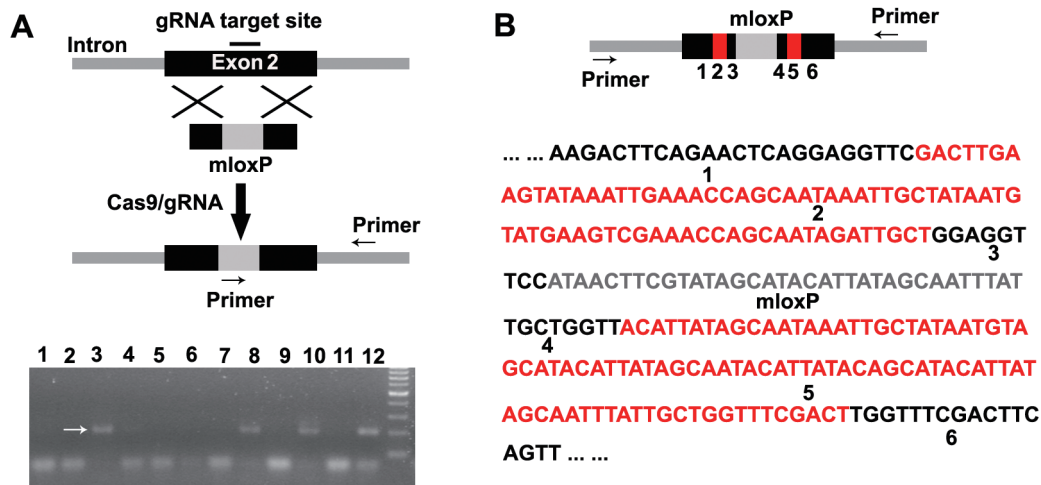 A
gRNA target site
Intron
Exon 2
mloxP
Cas9/gRNA
Primer
Primer
1 2 3 4 5 6 7 8 9 10 11 12
B
mloxP
Primer
Primer
1 2 3 4 5 6
... ... AAGACTTCAGAACTCAGGAGGTTCGACTTGA
1
AGTATAAATTGAAACCAGCAATAAATTGCTATAATG
2
TATGAAGTCGAAACCAGCAATAGATTGCTGGAGGT
3
TCCATAACTTCGTATAGCATACATTATAGCAATTTAT
mloxP
TGCTGGTTACATTATAGCAATAAATTGCTATAATGTA
4
GCATACATTATAGCAATACATTATACAGCATACATTAT
5
AGCAATTTATTGCTGGTTTCGACTTGGTTTCGACTTC
6
AGTT ... ...